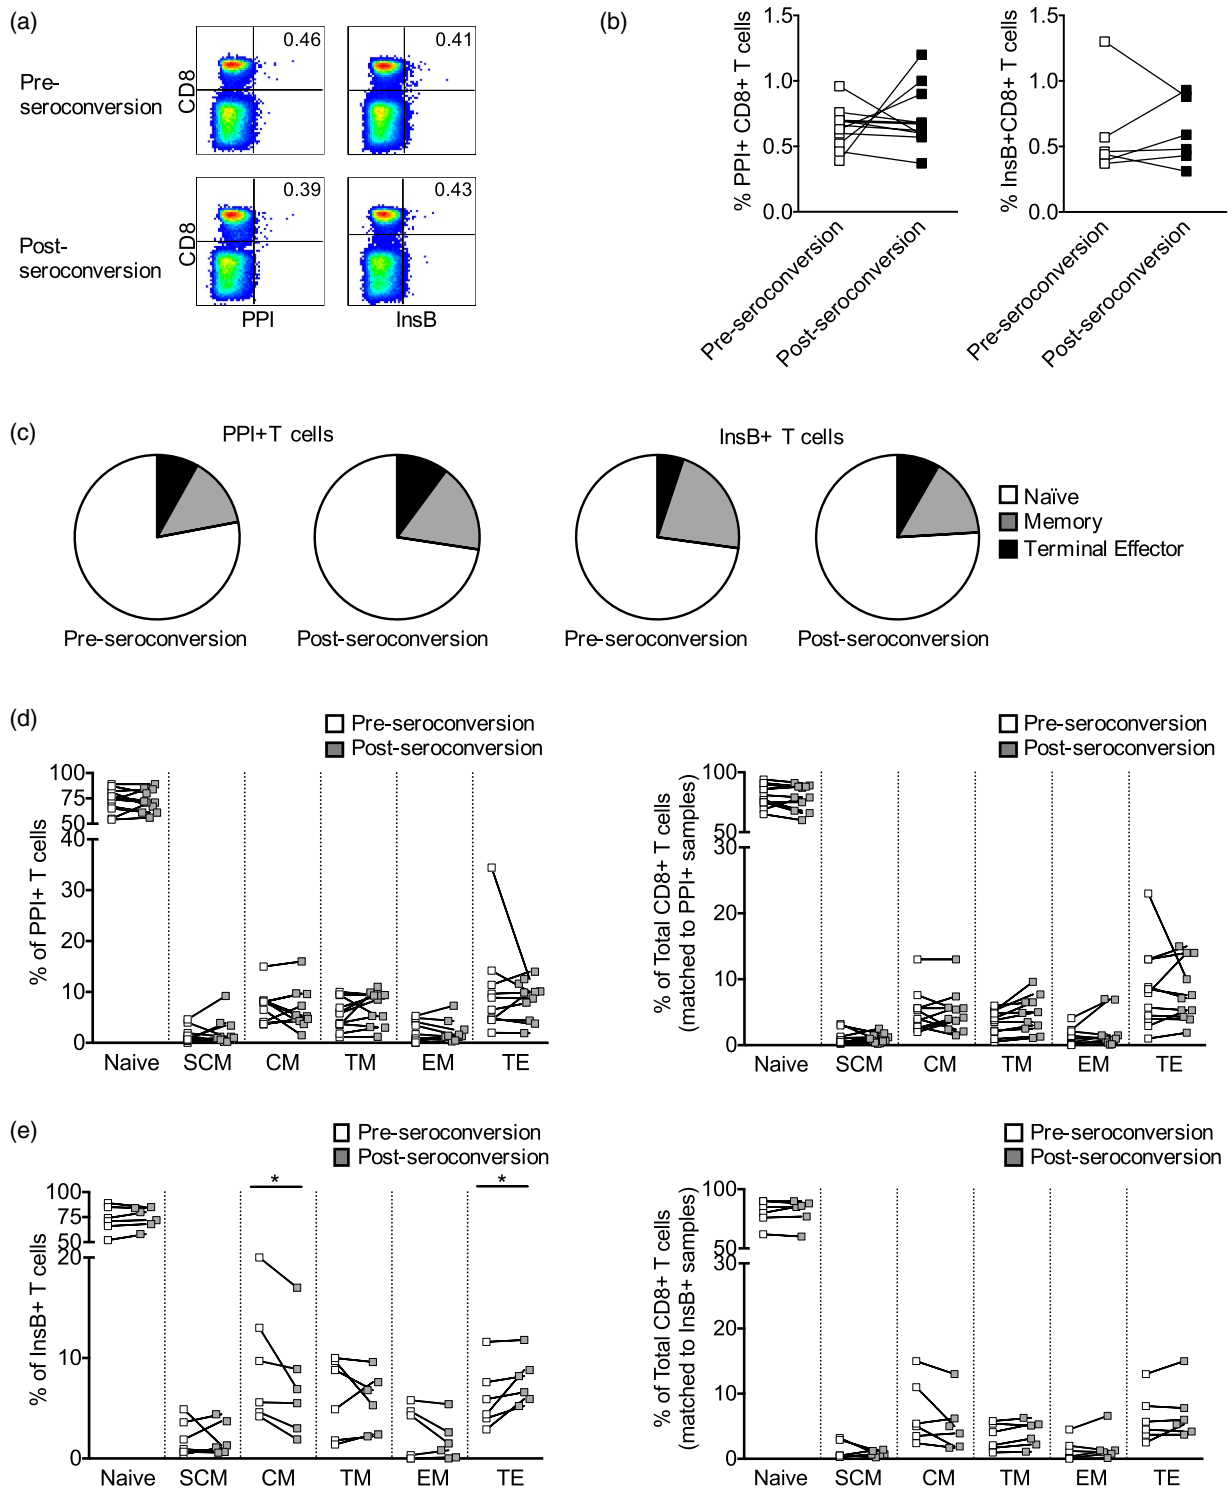 (a)
Pre-
seroconversion
CD8
0.46
0.41
Post-
seroconversion
CD8
0.39
0.43
PPI
InsB
(b)
% PPI+ CD8+ T cells
1.5
1.0
0.5
0.0
Pre-seroconversion
Post-seroconversion
% InsB+CD8+ T cells
1.5
1.0
0.5
0.0
Pre-seroconversion
Post-seroconversion
(c)
PPI+T cells
InsB+ T cells
Pre-seroconversion
Post-seroconversion
Pre-seroconversion
Post-seroconversion
Naïve
Memory
Terminal Effector
(d)
Pre-seroconversion
Post-seroconversion
% of PPI+ T cells
100
75
50
40
30
20
10
0
Naive SCM CM TM EM TE
Pre-seroconversion
Post-seroconversion
% of Total CD8+ T cells
(matched to PPI+ samples)
100
50
30
20
10
0
Naive SCM CM TM EM TE
(e)
Pre-seroconversion
Post-seroconversion
% of InsB+ T cells
100
75
50
20
10
0
* *
Naive SCM CM TM EM TE
Pre-seroconversion
Post-seroconversion
% of Total CD8+ T cells
(matched to InsB+ samples)
100
50
30
20
10
0
Naive SCM CM TM EM TE